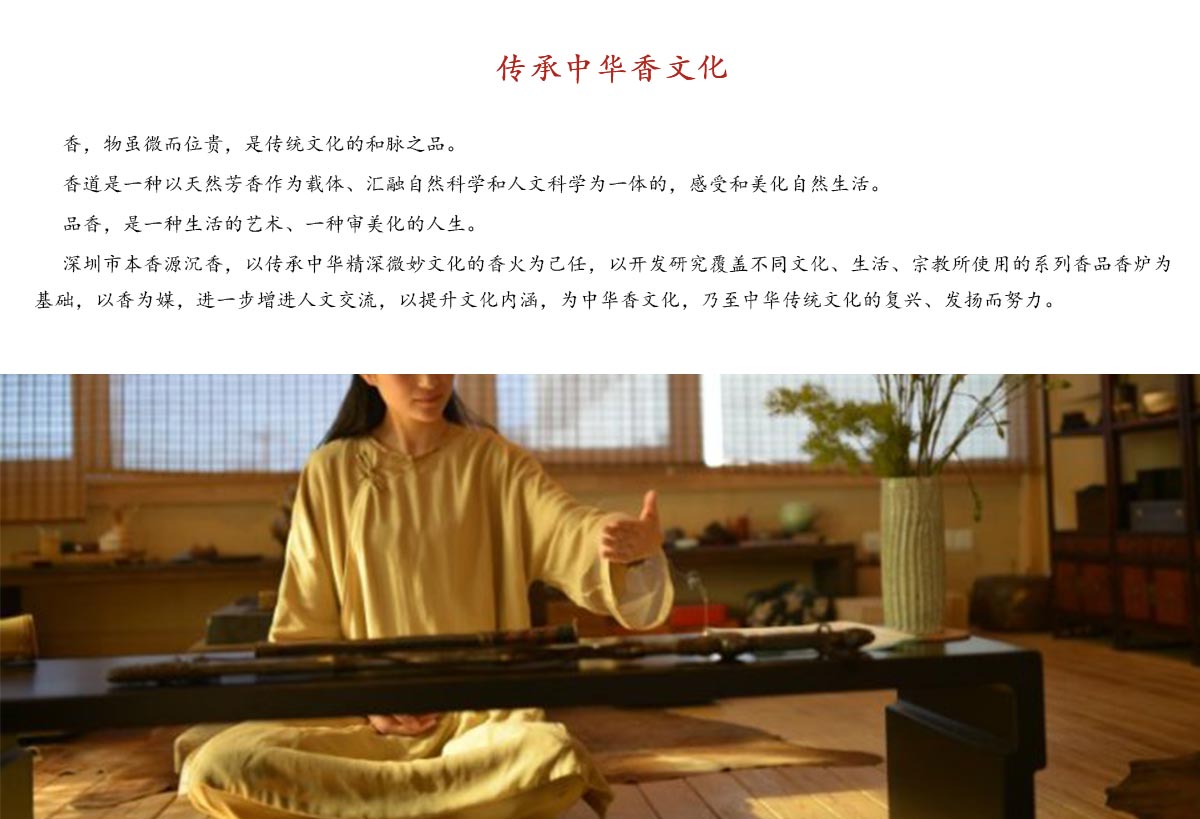 传承中华香文化
香，物虽微而位贵，是传统文化的和脉之品。
香道是一种以天然芳香作为载体、汇融自然科学和人文科学为一体的，感受和美化自然生活。
品香，是一种生活的艺术、一种审美化的人生。
深圳市本香源沉香，以传承中华精深微妙文化的香火为己任，以开发研究覆盖不同文化、生活、宗教所使用的系列香品香炉为
基础，以香为媒，进一步增进人文交流，以提升文化内涵，为中华香文化，乃至中华传统文化的复兴、发扬而努力。